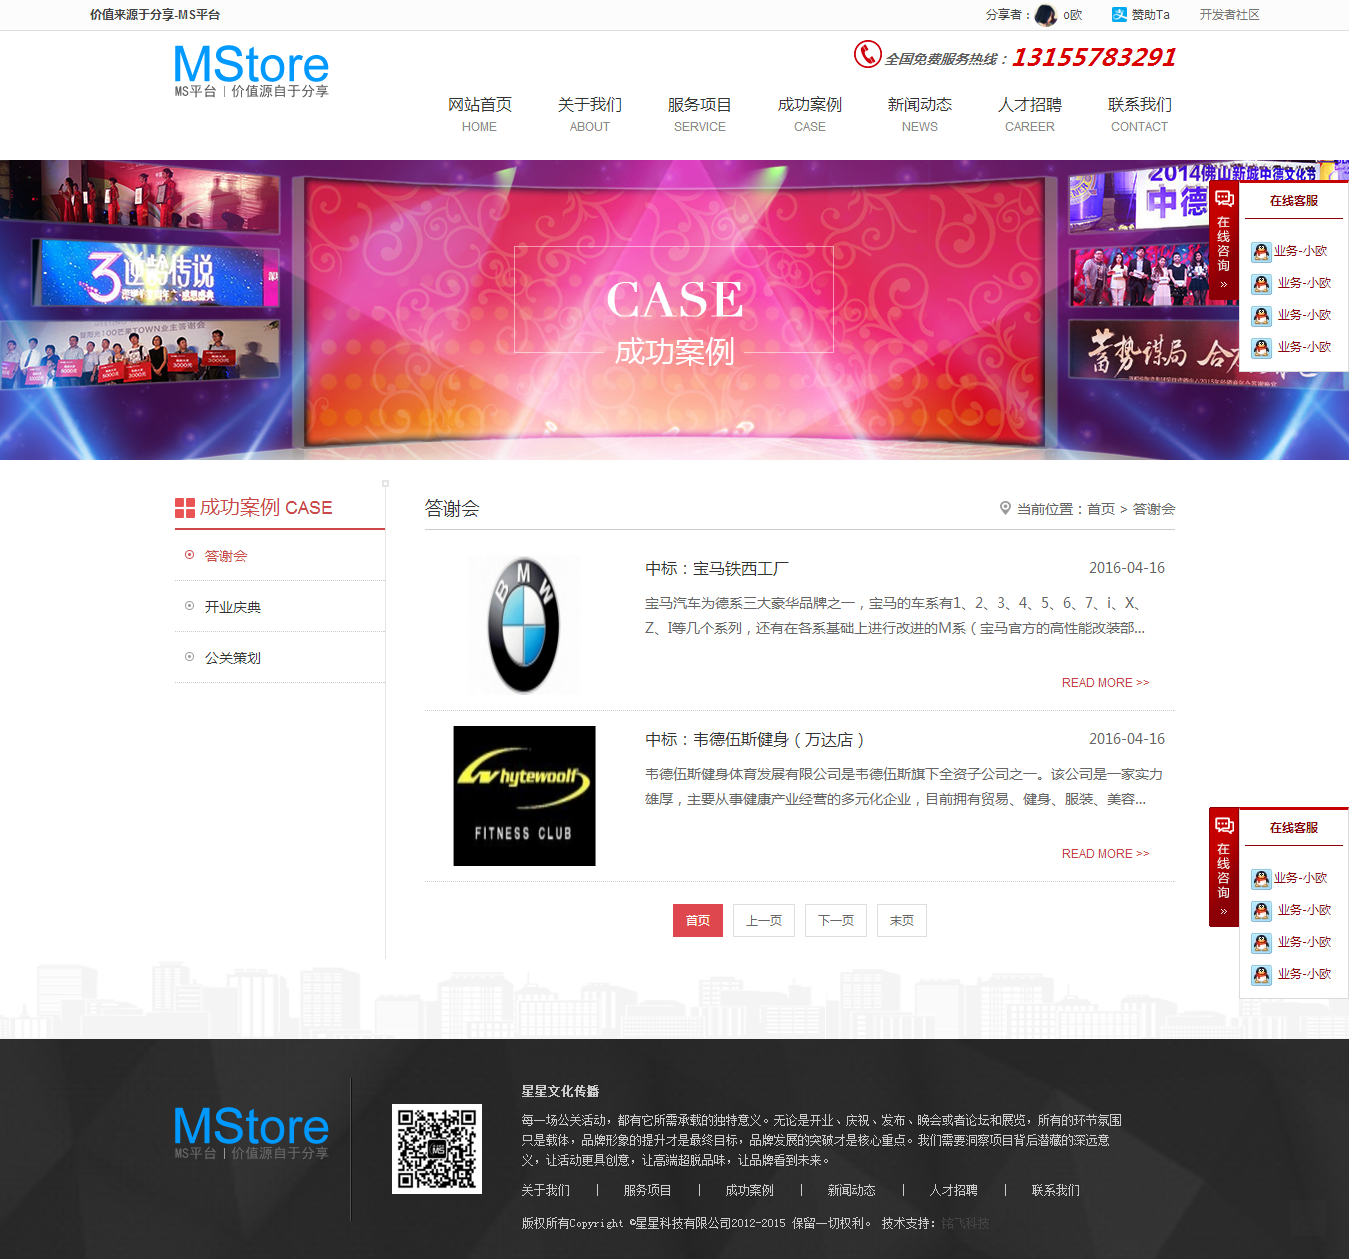 价值来源于分享-MS平台
分享者：
o欧
赞助Ta
开发者社区
MStore
MS平台 | 价值源自于分享
全国免费服务热线：13155783291
网站首页 关于我们 服务项目 成功案例 新闻动态 人才招聘 联系我们
HOME ABOUT SERVICE CASE NEWS CAREER CONTACT
2014佛山新城中德文化节
中德
3 逆龄传说
CASE
成功案例
蓄势谋局
在线咨询
»
在线客服
业务-小欧
业务-小欧
业务-小欧
业务-小欧
成功案例 CASE
答谢会
开业庆典
公关策划
答谢会
当前位置：首页 > 答谢会
BMW
中标：宝马铁西工厂
2016-04-16
宝马汽车为德系三大豪华品牌之一，宝马的车系有1、2、3、4、5、6、7、i、X、
Z、I等几个系列，还有在各系基础上进行改进的M系（宝马官方的高性能改装部...
READ MORE >>
Whytewoolf
FITNESS CLUB
中标：韦德伍斯健身（万达店）
2016-04-16
韦德伍斯健身体育发展有限公司是韦德伍斯旗下全资子公司之一。该公司是一家实力
雄厚，主要从事健康产业经营的多元化企业，目前拥有贸易、健身、服装、美容...
READ MORE >>
首页 上一页 下一页 末页
在线咨询
»
在线客服
业务-小欧
业务-小欧
业务-小欧
业务-小欧
MStore
MS平台 | 价值源自于分享
MS
星星文化传播
每一场公关活动，都有它所需承载的独特意义。无论是开业、庆祝、发布、晚会或者论坛和展览，所有的环节氛围
只是载体，品牌形象的提升才是最终目标，品牌发展的突破才是核心重点。我们需要洞察项目背后潜藏的深远意
义，让活动更具创意，让高端超脱品味，让品牌看到未来。
关于我们 | 服务项目 | 成功案例 | 新闻动态 | 人才招聘 | 联系我们
版权所有Copyright ©星星科技有限公司2012-2015 保留一切权利。 技术支持：铭飞科技